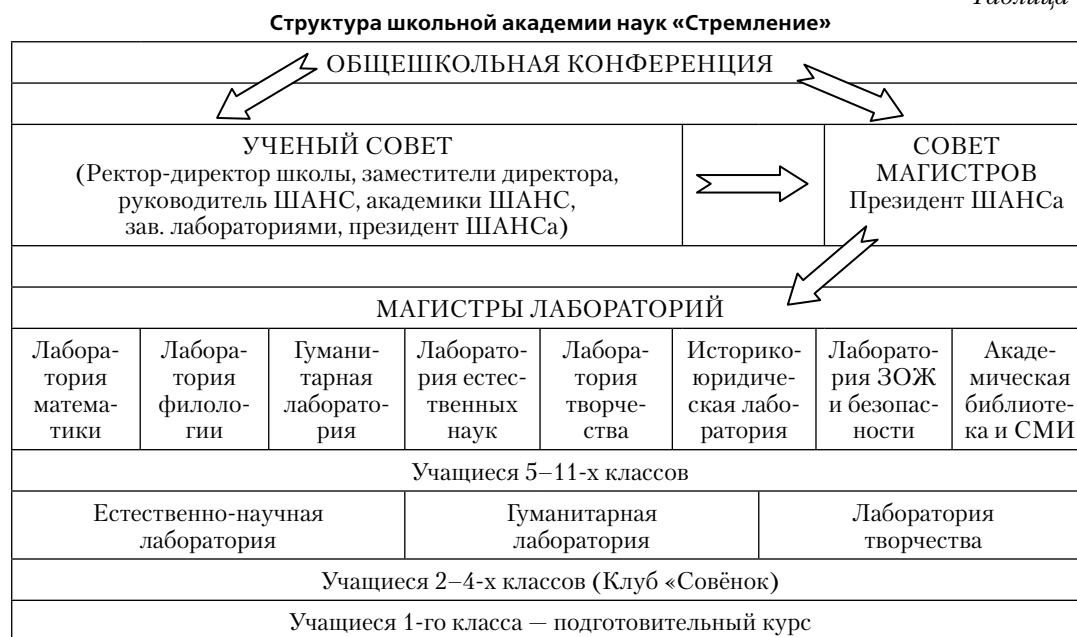 Таблица
Структура школьной академии наук «Стремление»
ОБЩЕШКОЛЬНАЯ КОНФЕРЕНЦИЯ
УЧЕНЫЙ СОВЕТ
(Ректор-директор школы, заместители директора,
руководитель ШАНС, академики ШАНС,
зав. лабораториями, президент ШАНСа)
СОВЕТ
МАГИСТРОВ
Президент ШАНСа
МАГИСТРЫ ЛАБОРАТОРИЙ
Лабора-
тория
матема-
тики
Лабора-
тория
филоло-
гии
Гумани-
тарная
лаборато-
рия
Лаборато-
рия естес-
твенных
наук
Лабора-
тория
творче-
ства
Историко-
юридиче-
ская лабо-
ратория
Лаборато-
рия ЗОЖ
и безопас-
ности
Акаде-
мическая
библиоте-
ка и СМИ
Учащиеся 5–11-х классов
Естественно-научная
лаборатория
Гуманитарная
лаборатория
Лаборатория
творчества
Учащиеся 2–4-х классов (Клуб «Совёнок)
Учащиеся 1-го класса — подготовительный курс